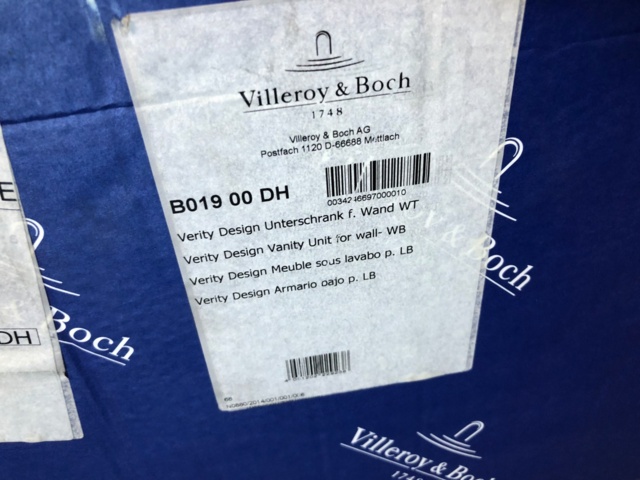 Villeroy & Boch
1748
Villeroy & Boch AG
Postfach 1120 D-66688 Mettlach
B019 00 DH
0034246697000010
Verity Design Unterschrank f. Wand WT
Verity Design Vanity Unit for wall- WB
Verity Design Meuble sous lavabo p. LB
Verity Design Armario bajo p. LB
66
E
DH
Boch
& Boch
Villeroy & Boch
1748